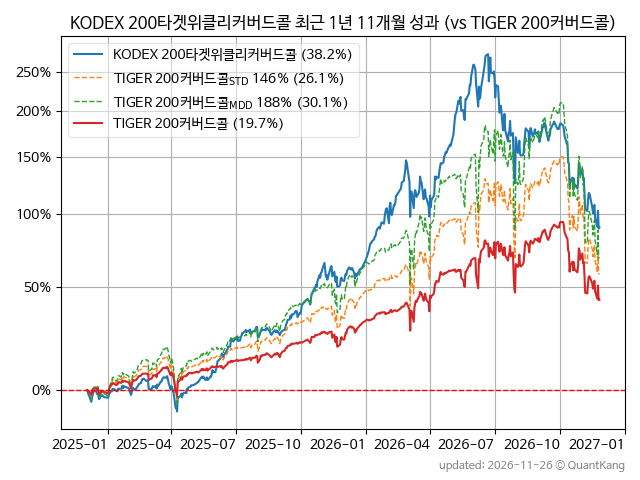 KODEX 200타겟위클리커버드콜 최근 1년 11개월 성과 (vs TIGER 200커버드콜)
KODEX 200타겟위클리커버드콜 (38.2%)
TIGER 200커버드콜STD 146% (26.1%)
TIGER 200커버드콜MDD 188% (30.1%)
TIGER 200커버드콜 (19.7%)
250%
200%
150%
100%
50%
0%
2025-01 2025-04 2025-07 2025-10 2026-01 2026-04 2026-07 2026-10 2027-01
updated: 2026-11-26 © QuantKang